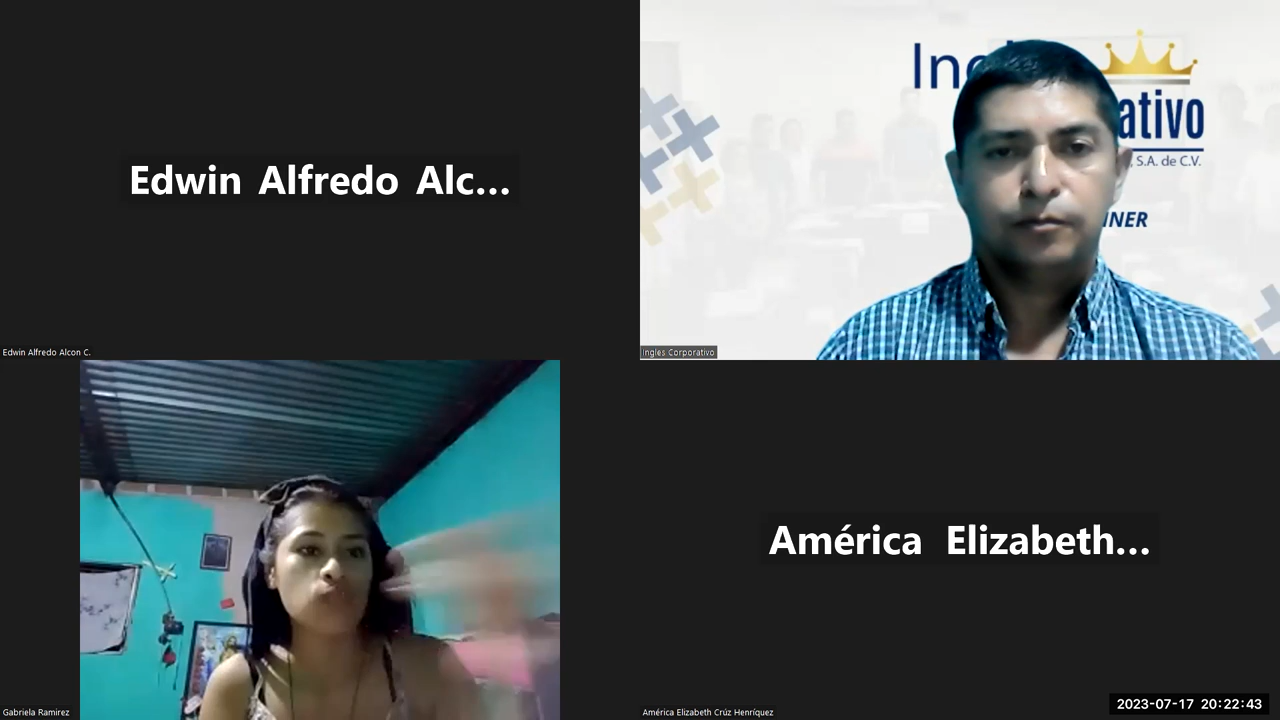 Edwin Alfredo Alc...
Edwin Alfredo Alcon C.
ativo
, S.A. de C.V.
INER
Ingles Corporativo
Gabriela Ramirez
América Elizabeth...
América Elizabeth Crúz Henríquez
2023-07-17 20:22:43